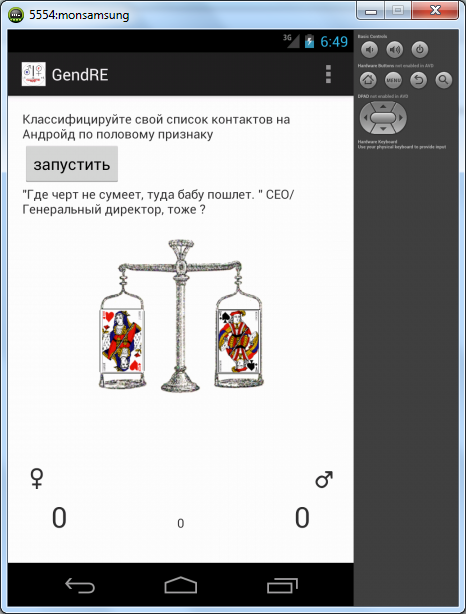 5554:monsamsung
3G 6:49
GendRE
Классифицируйте свой список контактов на
Андройд по половому признаку
запустить
"Где черт не сумеет, туда бабу пошлет. " CEO/
Генеральный директор, тоже ?
♀ ♂
0 0 0
Basic Controls
Hardware Buttons not enabled in AVD
MENU
DPAD not enabled in AVD
Hardware Keyboard
Use your physical keyboard to provide input